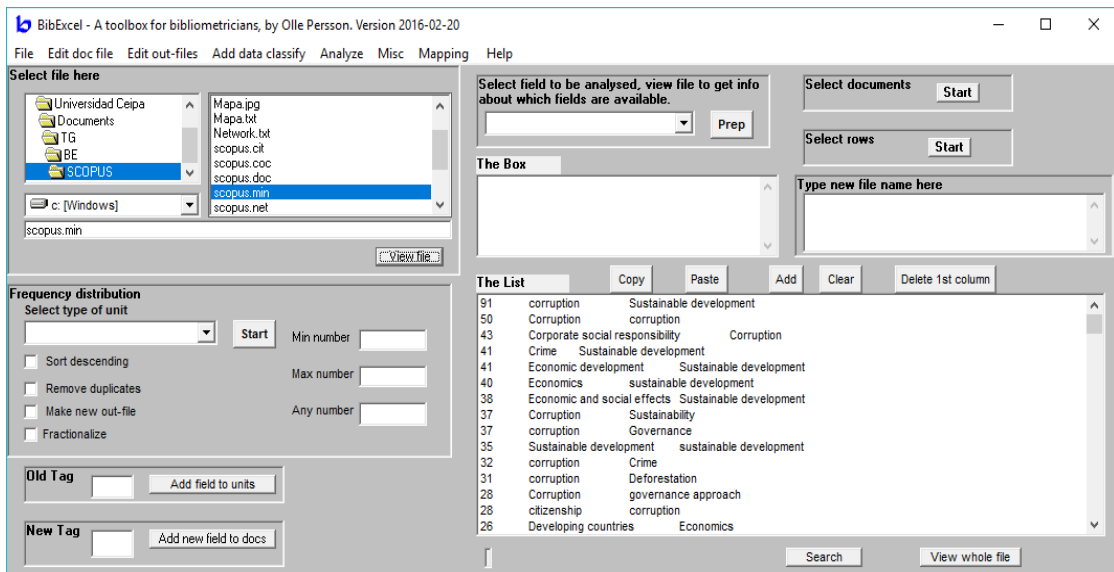 BibExcel - A toolbox for bibliometricians, by Olle Persson. Version 2016-02-20
File Edit doc file Edit out-files Add data classify Analyze Misc Mapping Help
Select file here
Universidad Ceipa
Documents
TG
BE
SCOPUS
c: [Windows]
Mapa.jpg
Mapa.txt
Network.txt
scopus.cit
scopus.coc
scopus.doc
scopus.min
scopus.net
scopus.min
View file
Frequency distribution
Select type of unit
Start
Sort descending
Remove duplicates
Make new out-file
Fractionalize
Min number
Max number
Any number
Old Tag
Add field to units
New Tag
Add new field to docs
Select field to be analysed, view file to get info
about which fields are available.
Prep
Select documents
Start
Select rows
Start
The Box
Type new file name here
The List
Copy
Paste
Add
Clear
Delete 1st column
91 corruption Sustainable development
50 Corruption corruption
43 Corporate social responsibility Corruption
41 Crime Sustainable development
41 Economic development Sustainable development
40 Economics sustainable development
38 Economic and social effects Sustainable development
37 Corruption Sustainability
37 corruption Governance
35 Sustainable development sustainable development
32 corruption Crime
31 corruption Deforestation
28 Corruption governance approach
28 citizenship corruption
26 Developing countries Economics
Search
View whole file